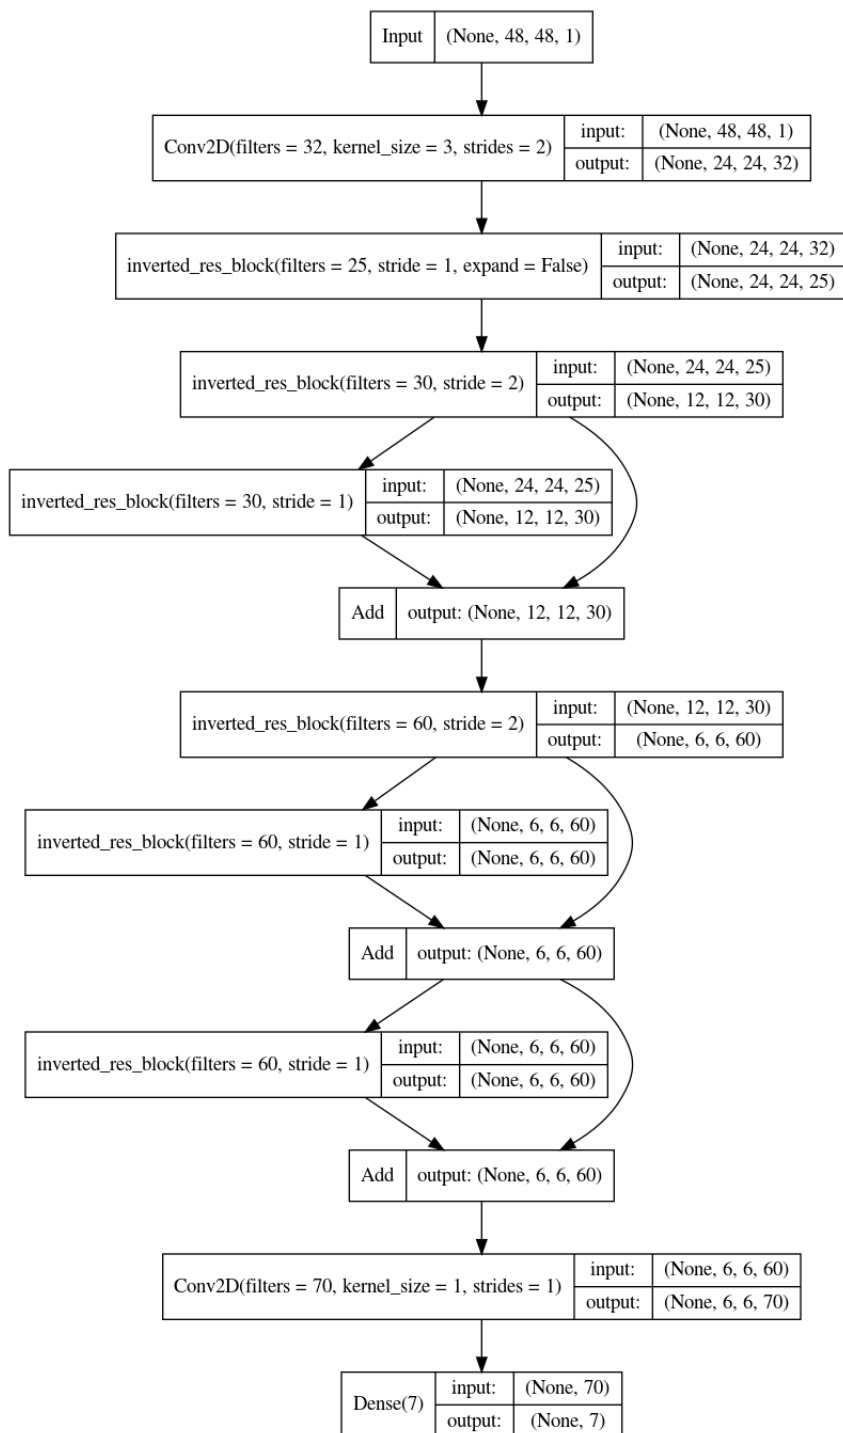 Input (None, 48, 48, 1)
Conv2D(filters = 32, kernel_size = 3, strides = 2) input: (None, 48, 48, 1)
output: (None, 24, 24, 32)
inverted_res_block(filters = 25, stride = 1, expand = False) input: (None, 24, 24, 32)
output: (None, 24, 24, 25)
inverted_res_block(filters = 30, stride = 2) input: (None, 24, 24, 25)
output: (None, 12, 12, 30)
inverted_res_block(filters = 30, stride = 1) input: (None, 24, 24, 25)
output: (None, 12, 12, 30)
Add output: (None, 12, 12, 30)
inverted_res_block(filters = 60, stride = 2) input: (None, 12, 12, 30)
output: (None, 6, 6, 60)
inverted_res_block(filters = 60, stride = 1) input: (None, 6, 6, 60)
output: (None, 6, 6, 60)
Add output: (None, 6, 6, 60)
inverted_res_block(filters = 60, stride = 1) input: (None, 6, 6, 60)
output: (None, 6, 6, 60)
Add output: (None, 6, 6, 60)
Conv2D(filters = 70, kernel_size = 1, strides = 1) input: (None, 6, 6, 60)
output: (None, 6, 6, 70)
Dense(7) input: (None, 70)
output: (None, 7)